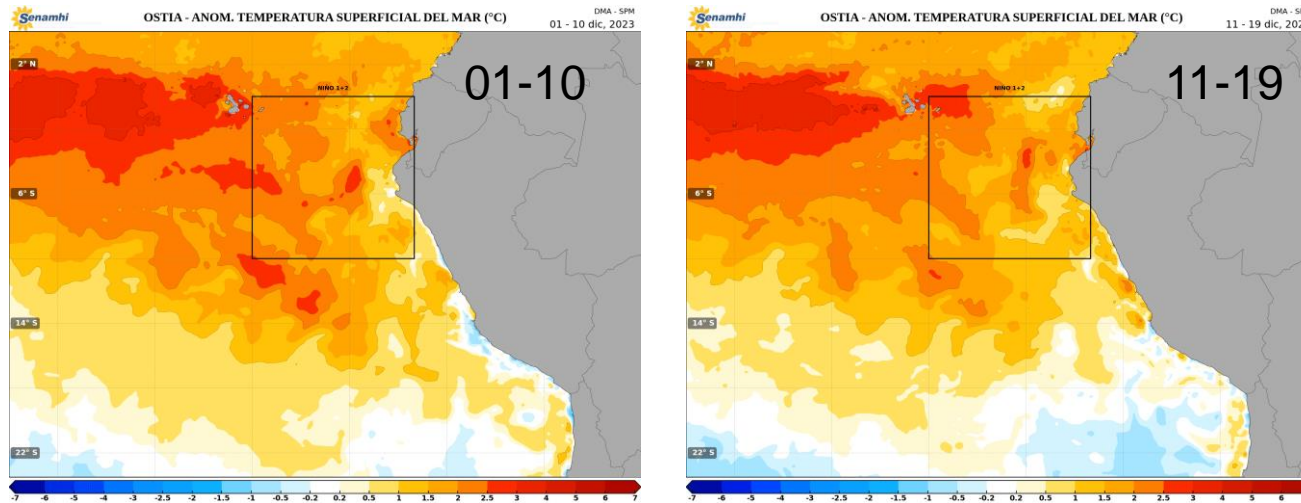 Senamhi
OSTIA - ANOM. TEMPERATURA SUPERFICIAL DEL MAR (°C)
DMA - SPM
01 - 10 dic, 2023
01-10
2° N
NIÑO 1+2
6° S
14° S
22° S
-7 -6 -5 -4 -3 -2.5 -2 -1.5 -1 -0.5 -0.2 0.2 0.5 1 1.5 2 2.5 3 4 5 6 7
Senamhi
OSTIA - ANOM. TEMPERATURA SUPERFICIAL DEL MAR (°C)
DMA - SP
11 - 19 dic, 202
11-19
2° N
NIÑO 1+2
6° S
14° S
22° S
-7 -6 -5 -4 -3 -2.5 -2 -1.5 -1 -0.5 -0.2 0.2 0.5 1 1.5 2 2.5 3 4 5 6